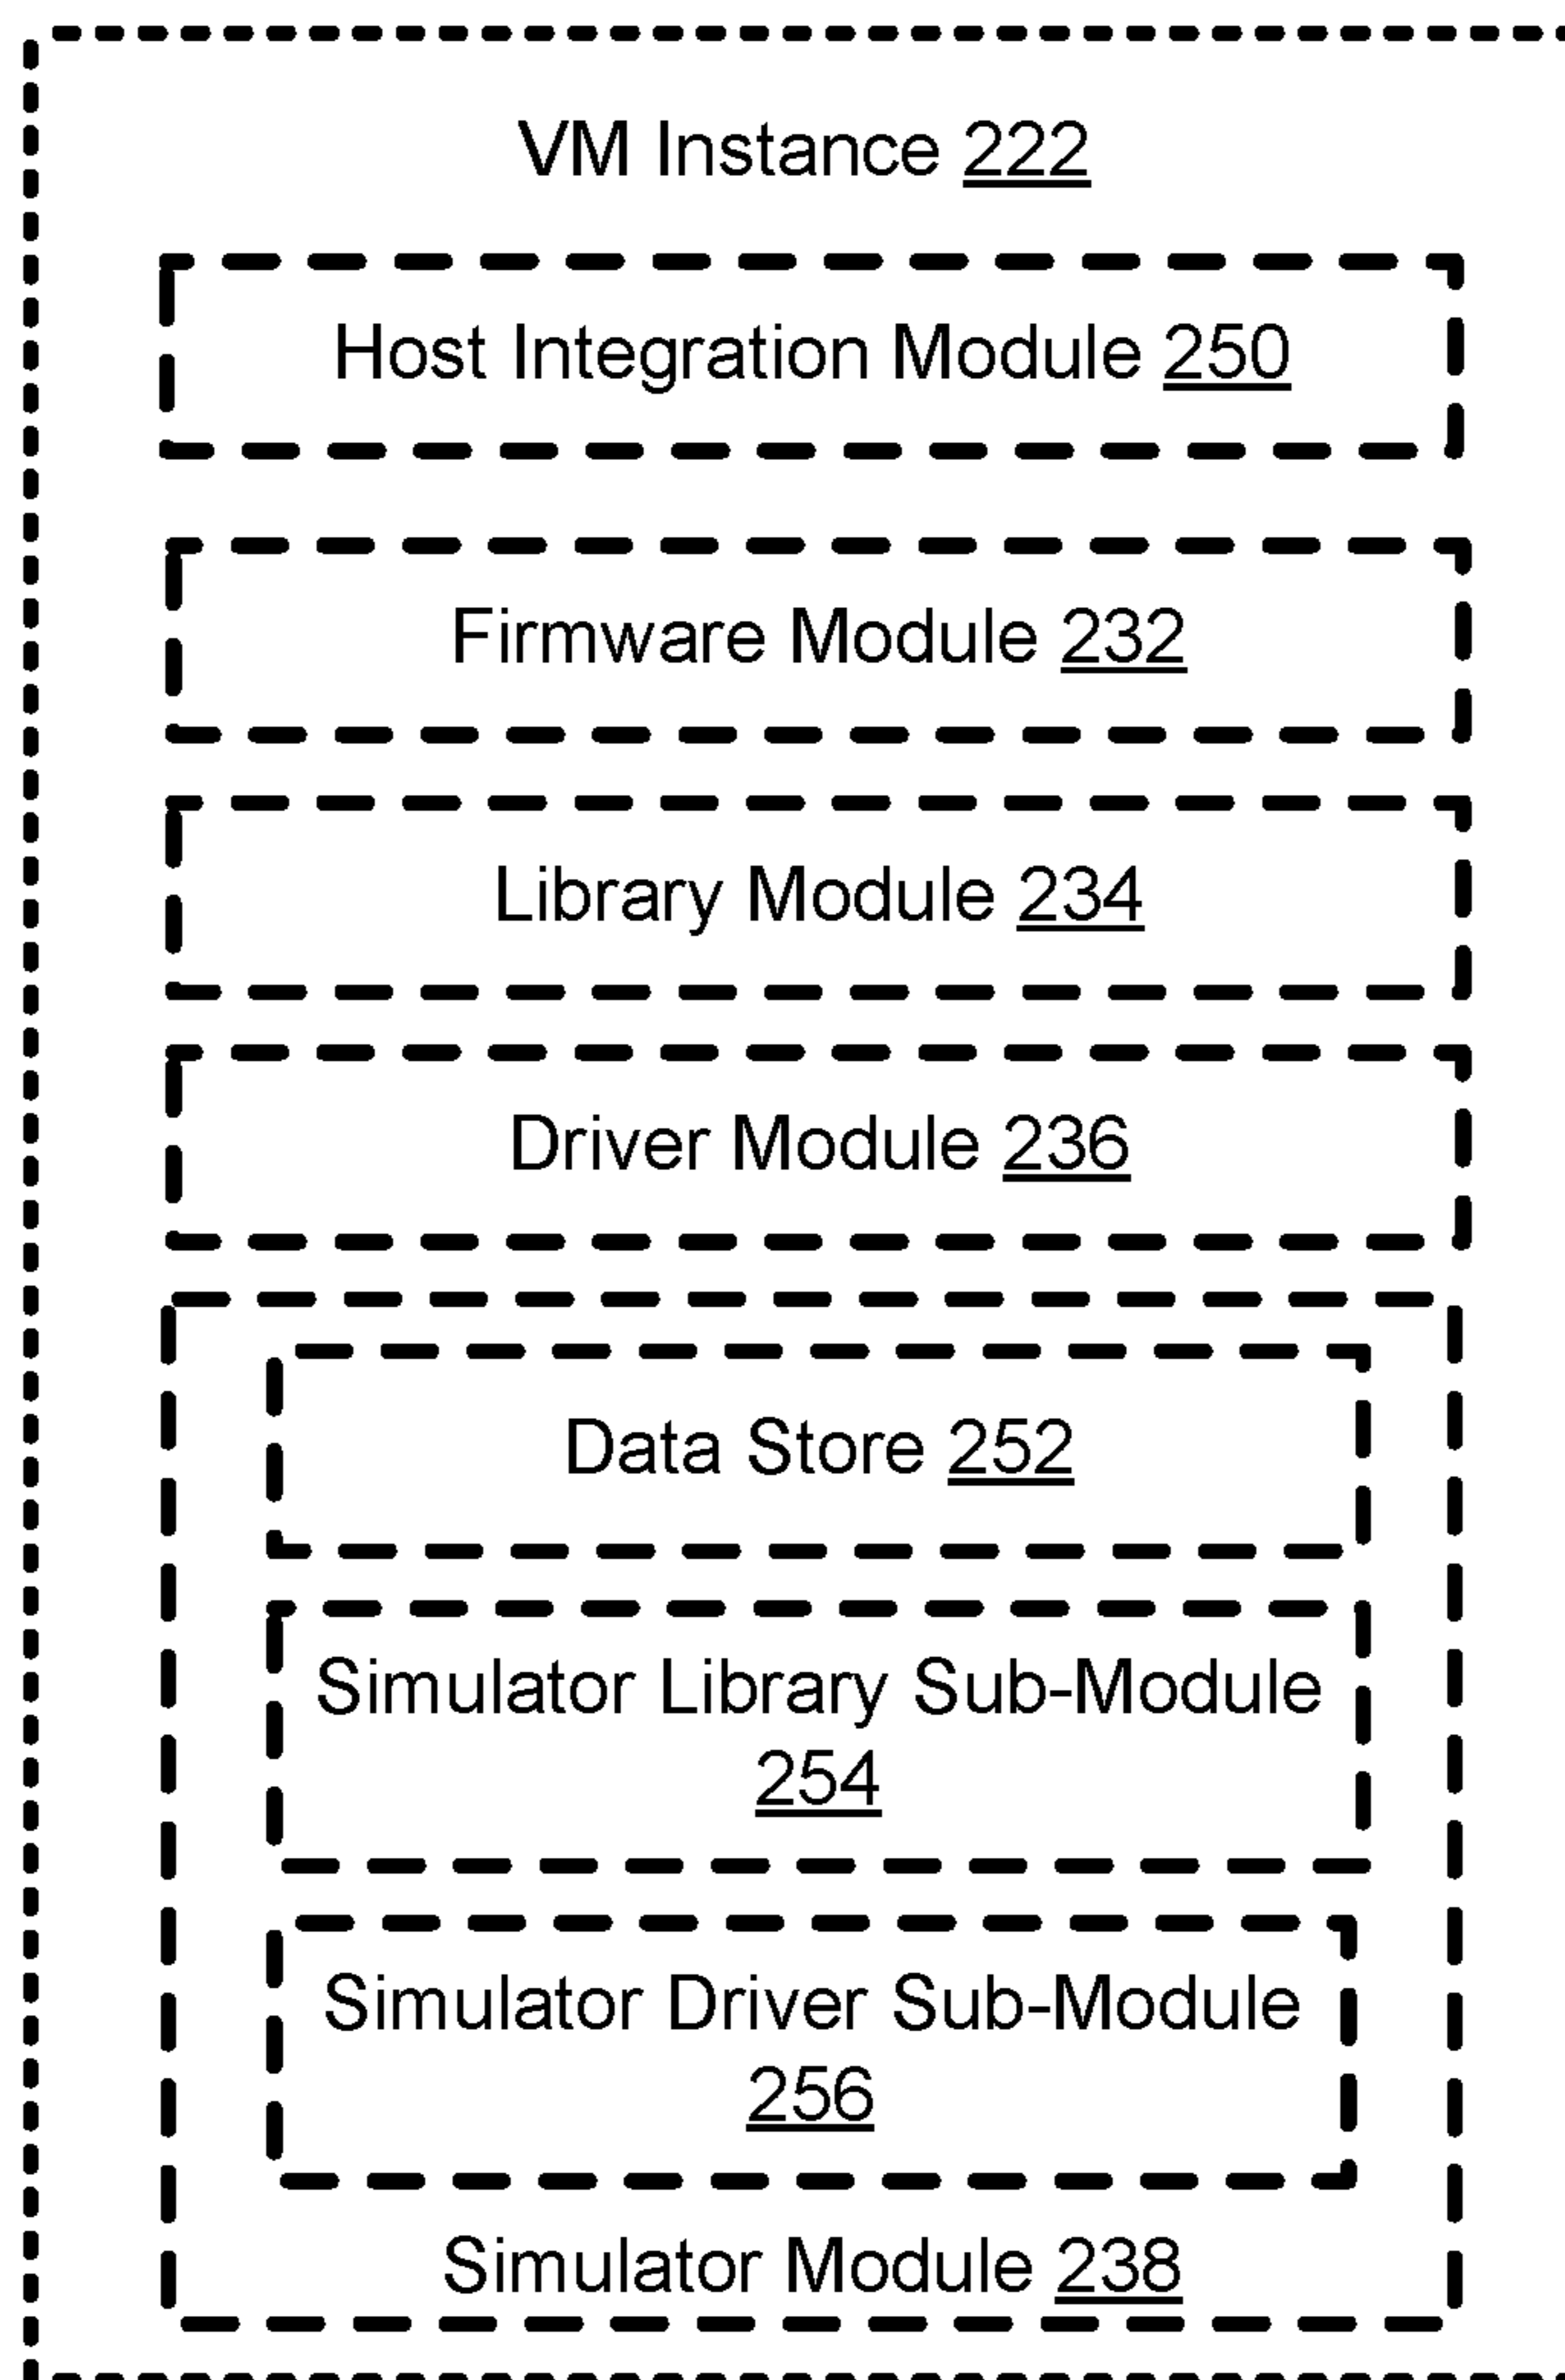 VM Instance 222
Host Integration Module 250
Firmware Module 232
Library Module 234
Driver Module 236
Data Store 252
Simulator Library Sub-Module
254
Simulator Driver Sub-Module
256
Simulator Module 238